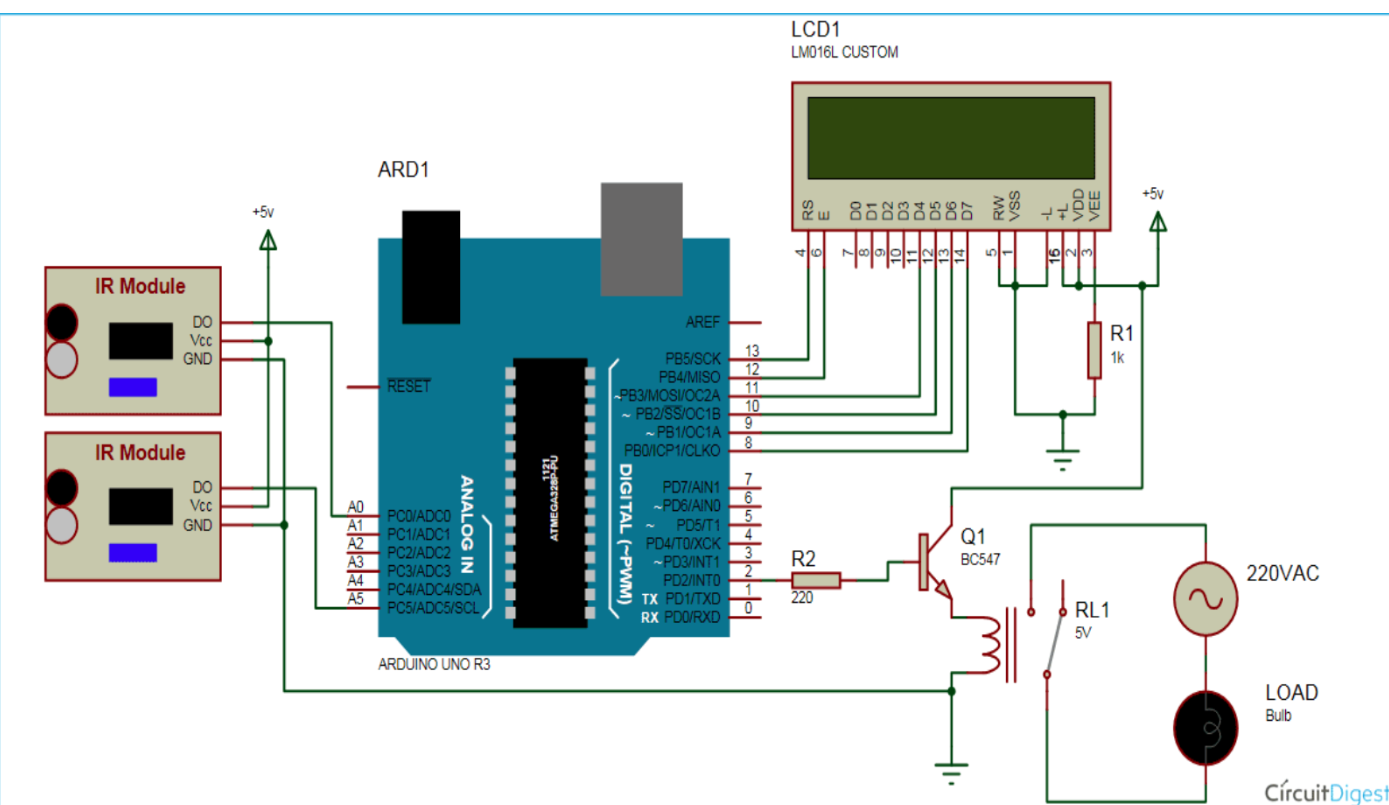 LCD1
LM016L CUSTOM
RS
E
D0
D1
D2
D3
D4
D5
D6
D7
RW
VSS
-L
+L
VDD
VEE
4
6
7
8
9
10
11
12
13
14
5
1
16
2
3
+5v
R1
1k
ARD1
+5v
IR Module
DO
Vcc
GND
IR Module
DO
Vcc
GND
RESET
AREF
PB5/SCK 13
PB4/MISO 12
~PB3/MOSI/OC2A 11
~ PB2/SS/OC1B 10
~ PB1/OC1A 9
PB0/ICP1/CLKO 8
PD7/AIN1 7
~PD6/AIN0 6
~ PD5/T1 5
PD4/T0/XCK 4
~PD3/INT1 3
PD2/INT0 2
TX PD1/TXD 1
RX PD0/RXD 0
A0 PC0/ADC0
A1 PC1/ADC1
A2 PC2/ADC2
A3 PC3/ADC3
A4 PC4/ADC4/SDA
A5 PC5/ADC5/SCL
ANALOG IN
1121
ATMEGA328P-PU
DIGITAL (~PWM)
ARDUINO UNO R3
R2
220
Q1
BC547
RL1
5V
220VAC
LOAD
Bulb
CircuitDigest